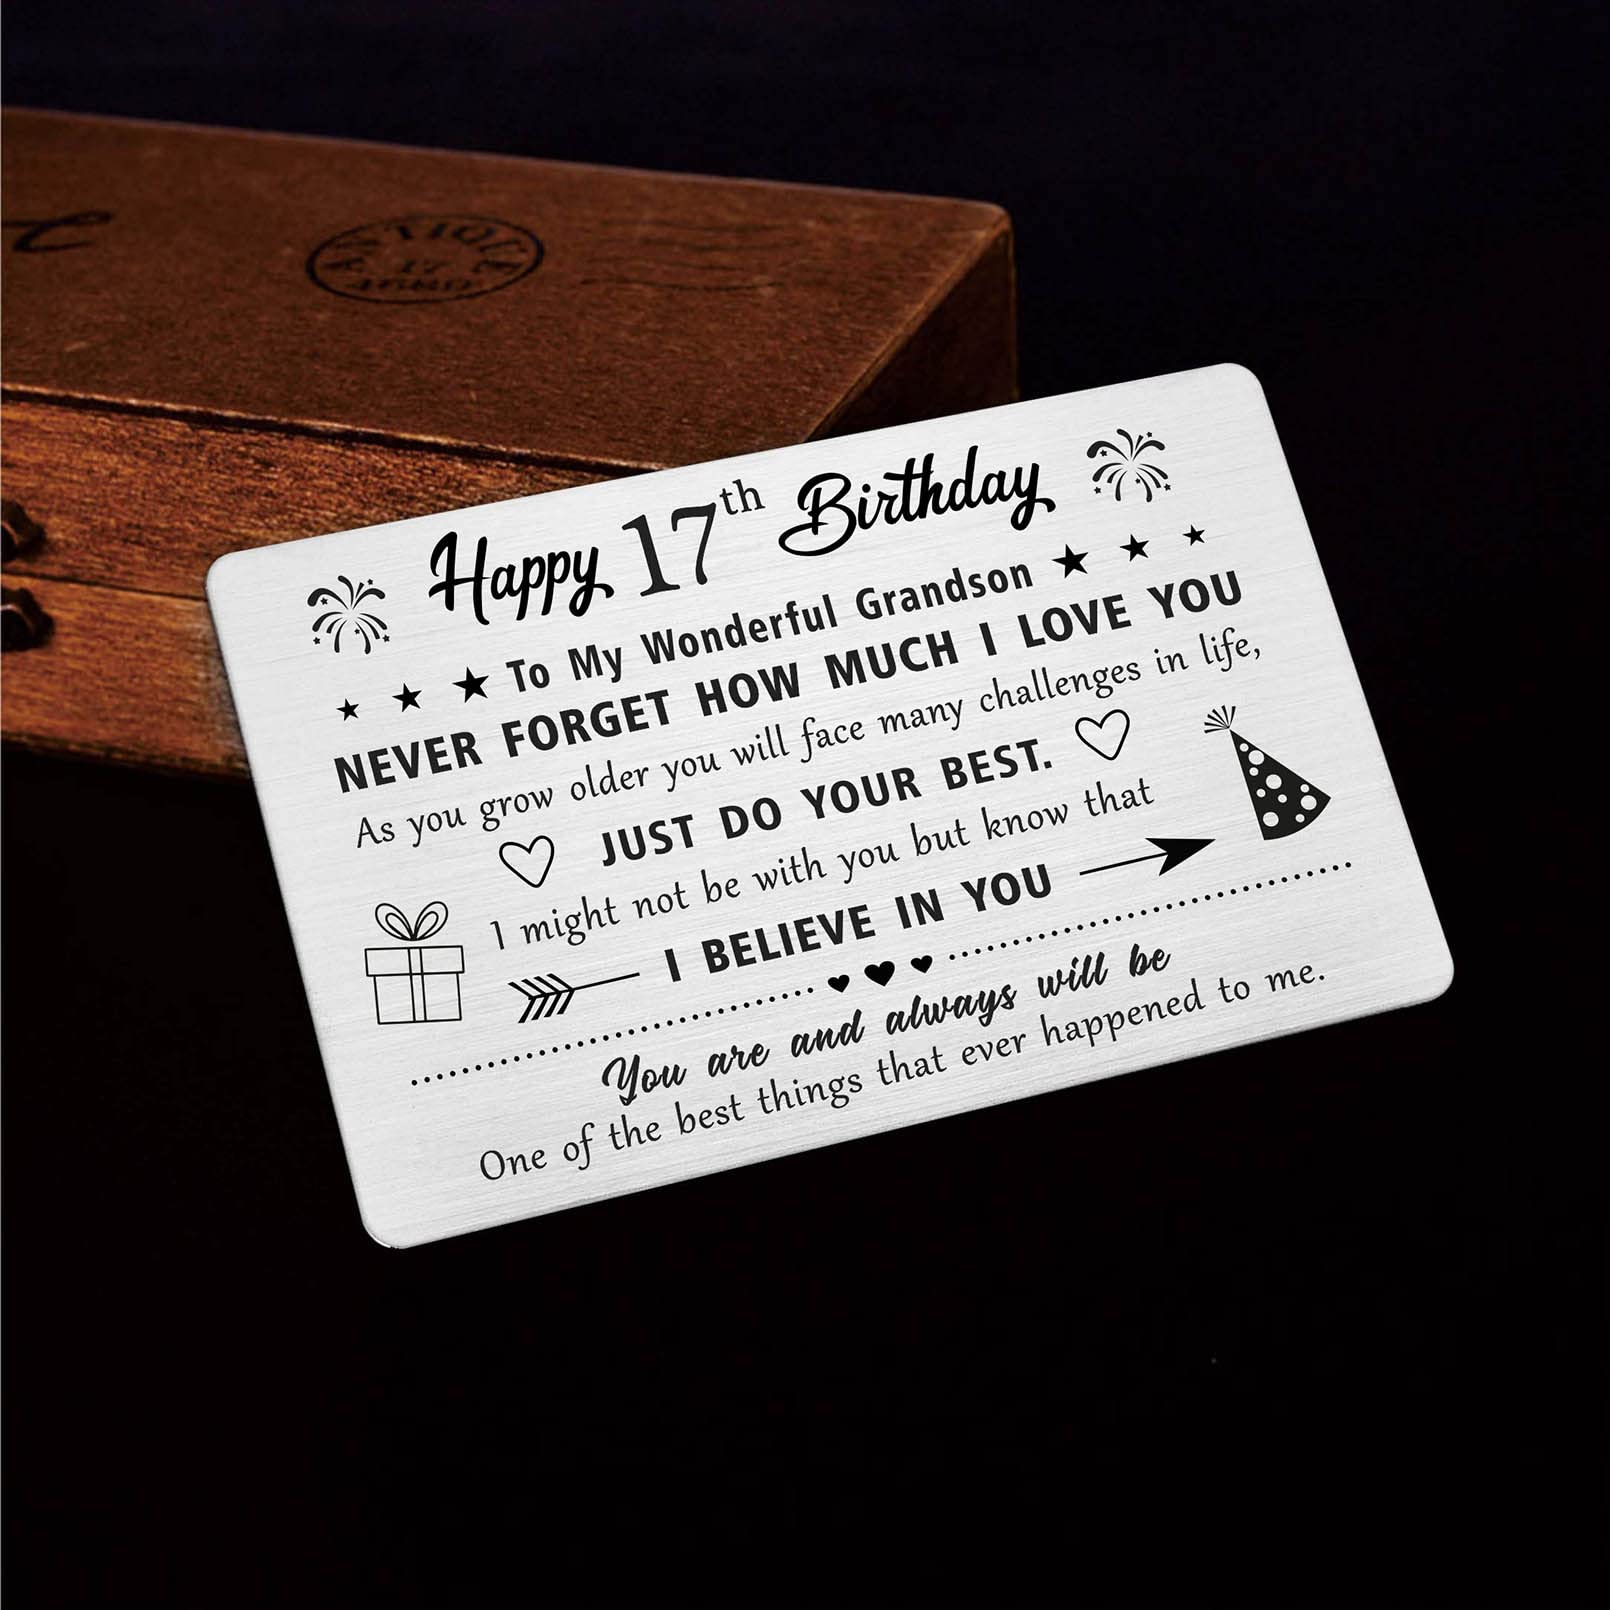 ANTIQUE
17
Happy 17th Birthday
To My Wonderful Grandson
NEVER FORGET HOW MUCH I LOVE YOU
As you grow older you will face many challenges in life,
JUST DO YOUR BEST.
I might not be with you but know that
I BELIEVE IN YOU
You are and always will be
One of the best things that ever happened to me.